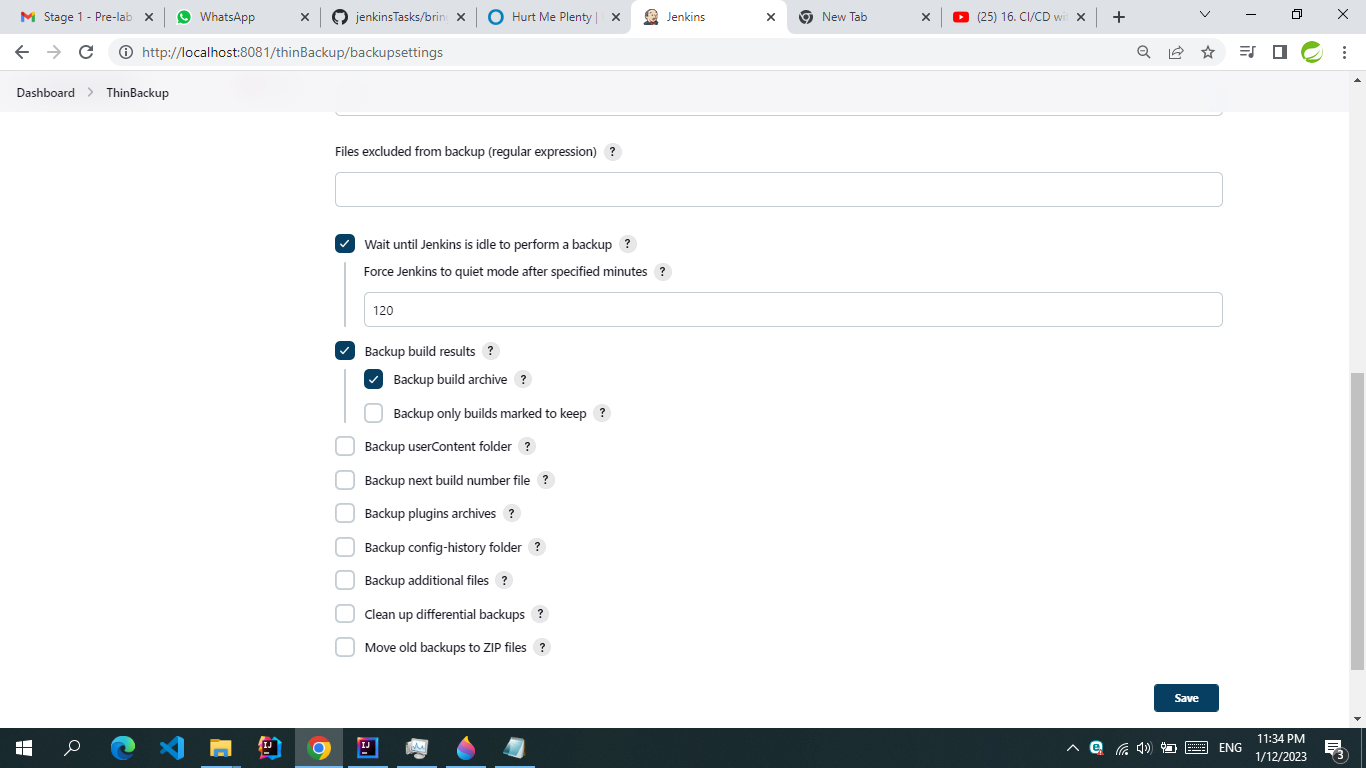 Stage 1 - Pre-lab
WhatsApp
jenkinsTasks/brin
Hurt Me Plenty |
Jenkins
New Tab
(25) 16. CI/CD wit
http://localhost:8081/thinBackup/backupsettings
Dashboard
ThinBackup
Files excluded from backup (regular expression) ?
Wait until Jenkins is idle to perform a backup ?
Force Jenkins to quiet mode after specified minutes ?
120
Backup build results ?
Backup build archive ?
Backup only builds marked to keep ?
Backup userContent folder ?
Backup next build number file ?
Backup plugins archives ?
Backup config-history folder ?
Backup additional files ?
Clean up differential backups ?
Move old backups to ZIP files ?
Save
ENG
11:34 PM
1/12/2023
3